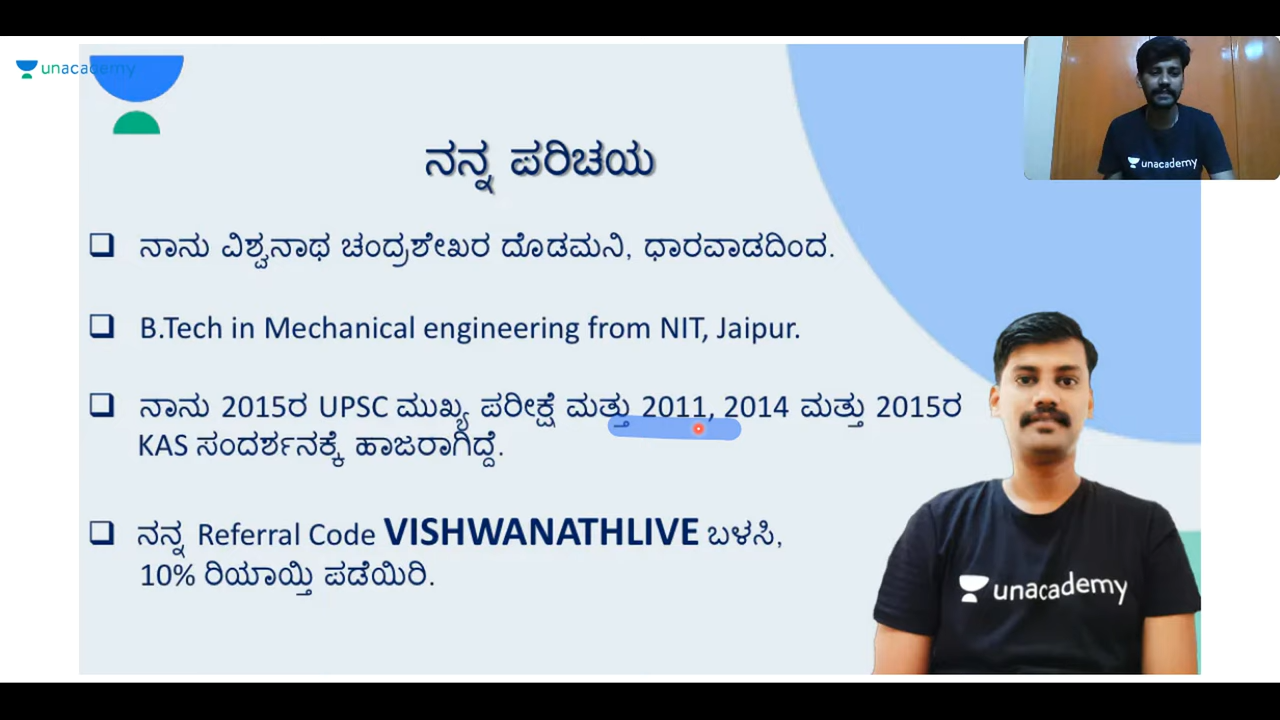 unacademy
unacademy
ನನ್ನ ಪರಿಚಯ
ನಾನು ವಿಶ್ವನಾಥ ಚಂದ್ರಶೇಖರ ದೊಡಮನಿ, ಧಾರವಾಡದಿಂದ.
B.Tech in Mechanical engineering from NIT, Jaipur.
ನಾನು 2015ರ UPSC ಮುಖ್ಯ ಪರೀಕ್ಷೆ ಮತ್ತು 2011, 2014 ಮತ್ತು 2015ರ
KAS ಸಂದರ್ಶನಕ್ಕೆ ಹಾಜರಾಗಿದ್ದೆ.
ನನ್ನ Referral Code VISHWANATHLIVE ಬಳಸಿ,
10% ರಿಯಾಯ್ತಿ ಪಡೆಯಿರಿ.
unacademy